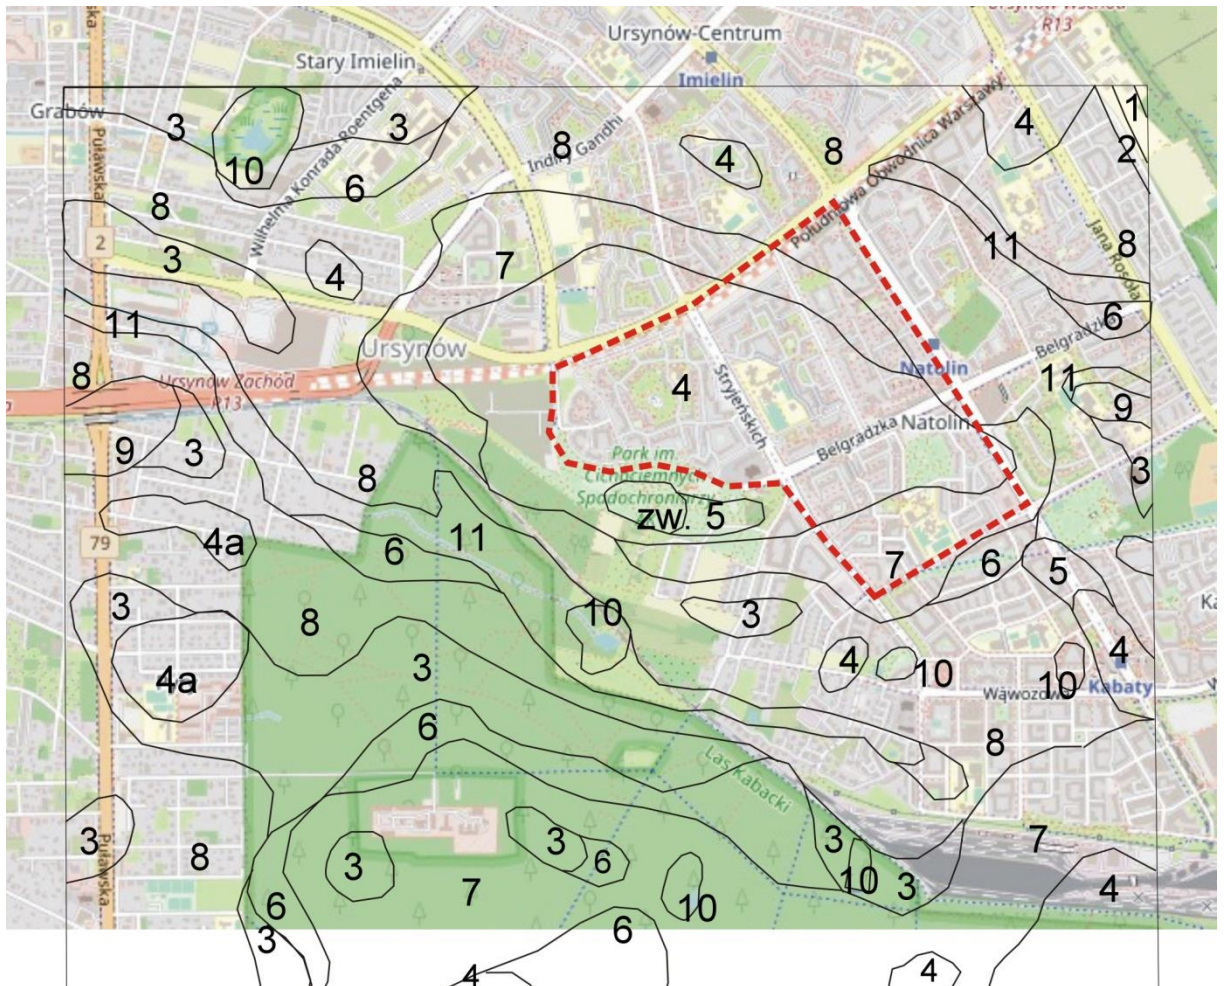 Ursynów Wschód
R13
Ursynów-Centrum
Imielin
Stary Imielin
Grabów
3
3
10
6
8
Wilhelma Konrada Roentgena
Indiry Gandhi
8
4
8
Południowa Obwodnica Warszawy
4
1
2
Puławska
8
3
2
4
7
11
8
Jana Rosoła
6
11
Ursynów
8
Ursynów Zachód
R13
Natolin
Belgradzka
11
9
4
Stryjeńskich
Belgradzka
Natolin
9
3
8
Park im.
Cichociemnych
Spadochroniarzy
zw. 5
3
79
4a
6
11
7
6
5
3
8
10
3
4
10
4
10
Kabaty
4a
3
Wąwozowa
6
8
Las Kabacki
3
Puławska
8
3
3
6
3
10
3
7
4
7
10
6
3
6
4
4